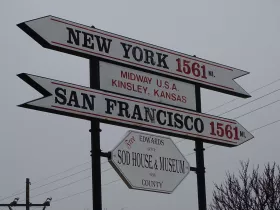 NEW YORK 1561 MI.
MIDWAY U.S.A.
KINSLEY, KANSAS
SAN FRANCISCO 1561 MI.
EDWARDS
SOD HOUSE & MUSEUM
COUNTY